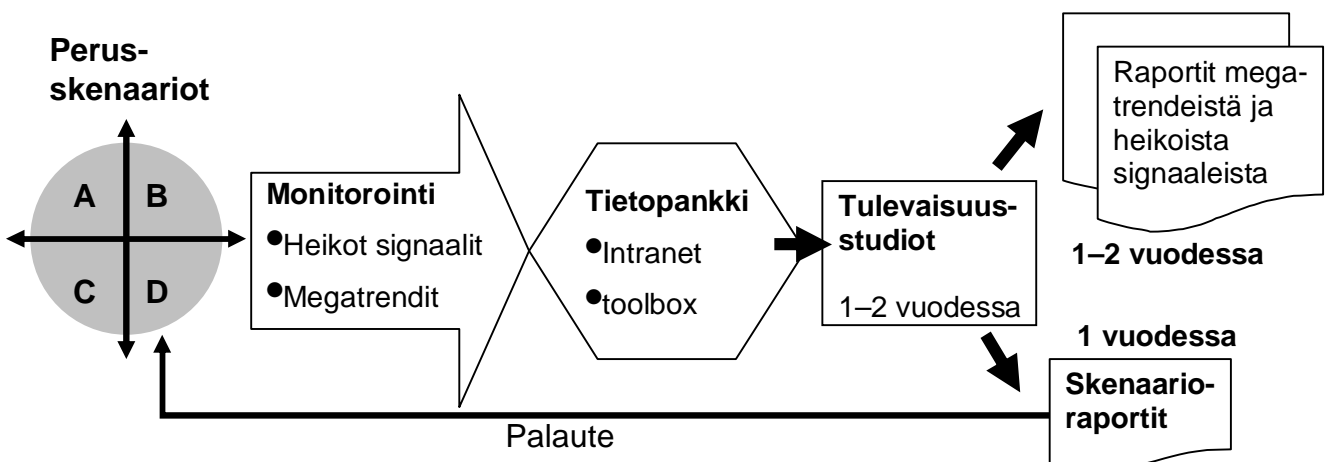 Perus-
skenaariot
A
B
C
D
Monitorointi
●Heikot signaalit
●Megatrendit
Tietopankki
●Intranet
●toolbox
Tulevaisuus-
studiot
1–2 vuodessa
Raportit mega-
trendeistä ja
heikoista
signaaleista
1–2 vuodessa
1 vuodessa
Skenaario-
raportit
Palaute